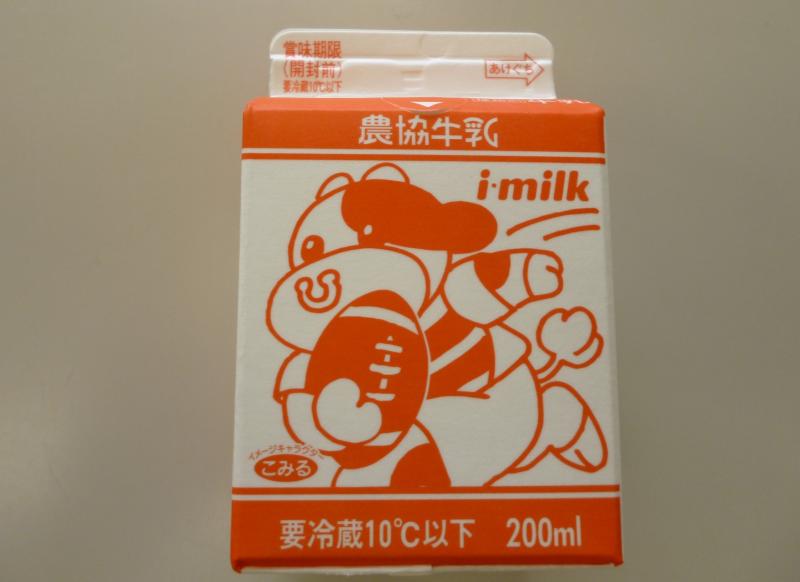 賞味期限
(開封前)
要冷蔵10℃以下
あけぐち
農協牛乳
i·milk
イメージキャラクター
こみる
要冷蔵10℃以下 200ml